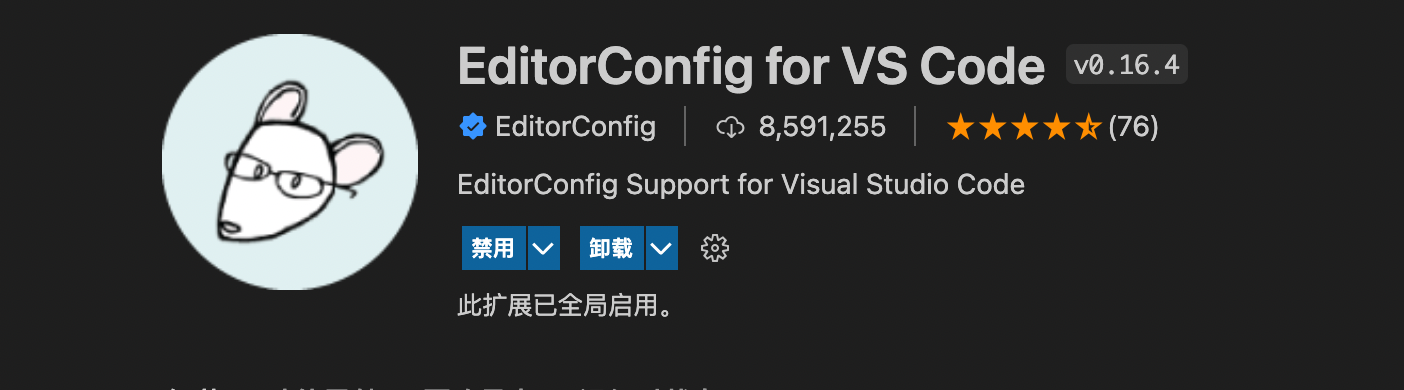 EditorConfig for VS Code v0.16.4
EditorConfig 8,591,255 (76)
EditorConfig Support for Visual Studio Code
禁用 卸载
此扩展已全局启用。